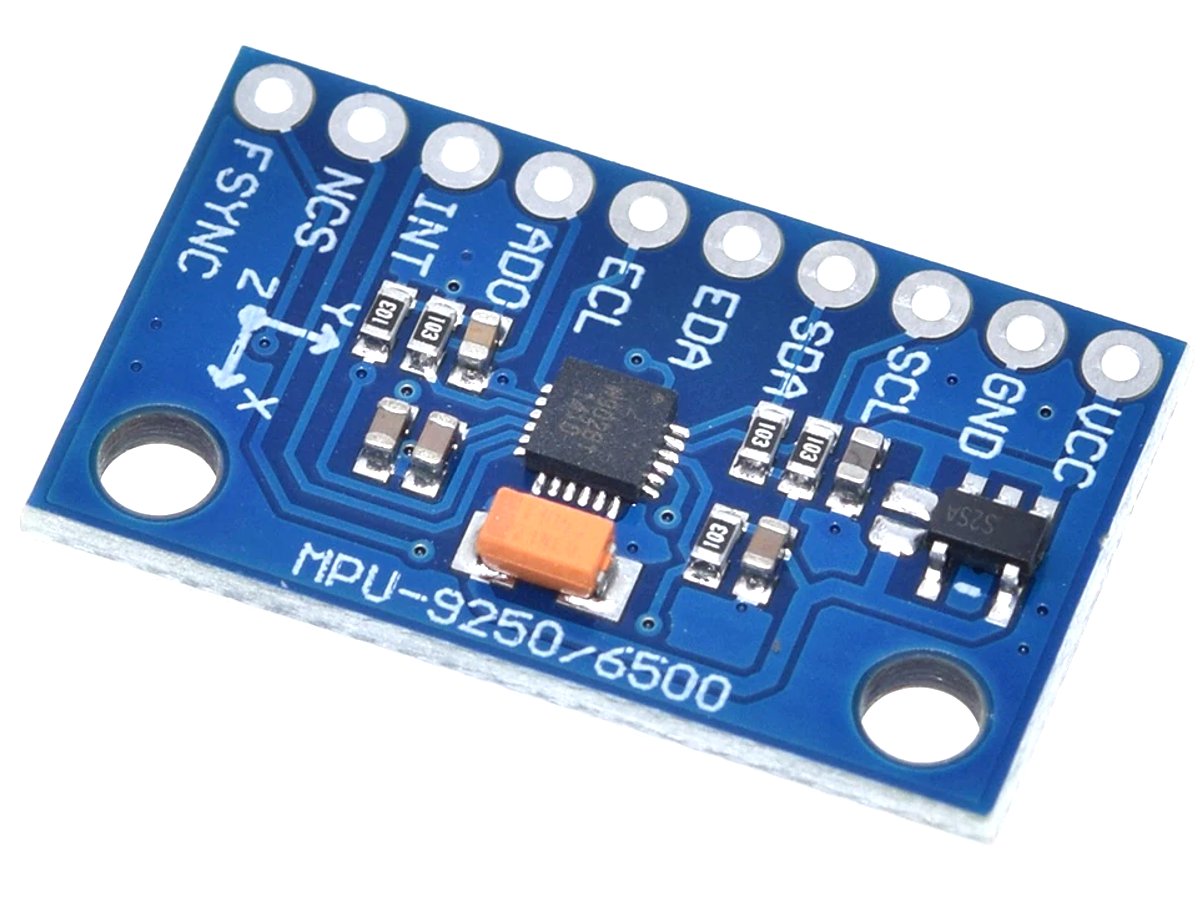 FSYNC
NCS
INT
ADO
ECL
EDA
SDA
SCL
GND
VCC
Z
Y
X
103
103
103
103
103
S2SA
MPU-9250/6500